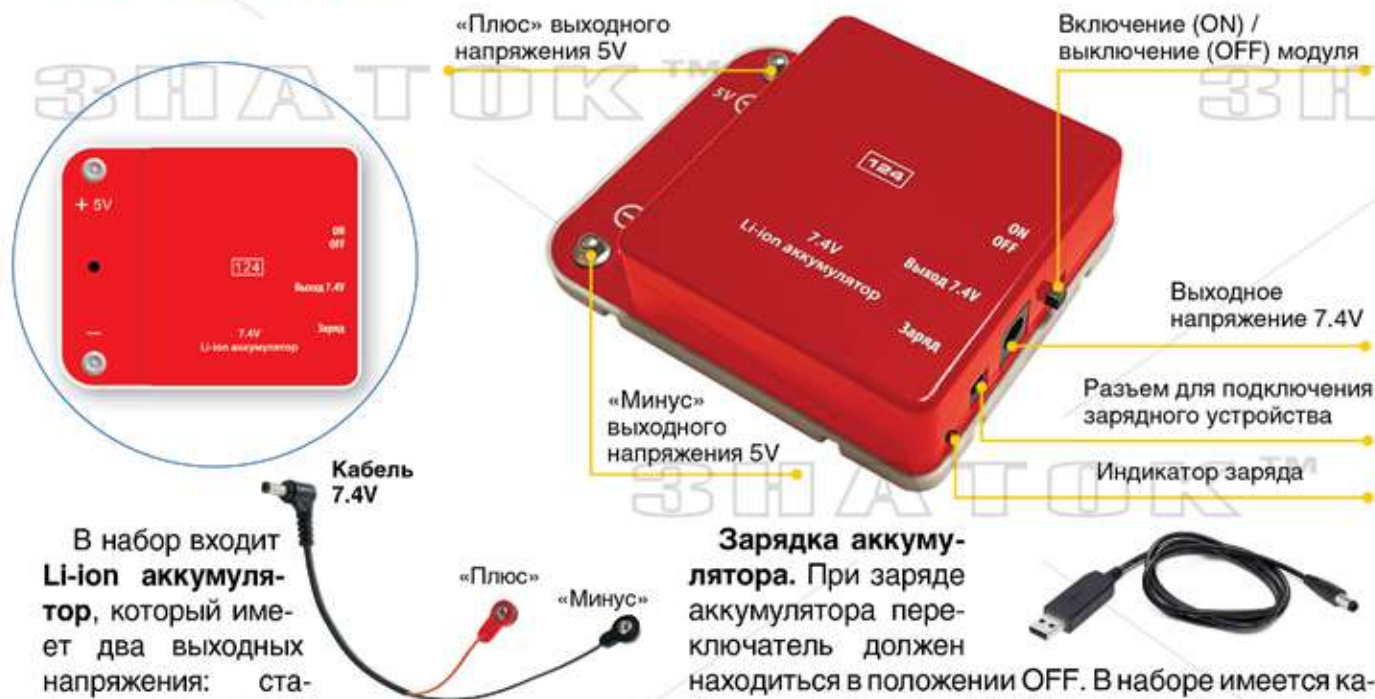 «Плюс» выходного
напряжения 5V
Включение (ON) /
выключение (OFF) модуля
ЗНАТОК™
ЗН
+ 5V
ON
OFF
124
Выход 7.4V
Заряд
7.4V
Li-ion аккумулятор
5V
124
7.4V
Li-ion аккумулятор
ON
OFF
Выход 7.4V
Заряд
Выходное
напряжение 7.4V
Разъем для подключения
зарядного устройства
Индикатор заряда
«Минус»
выходного
напряжения 5V
ЗНАТОК™
Кабель
7.4V
«Плюс»
«Минус»
В набор входит
Li-ion аккумуля-
тор, который име-
ет два выходных
напряжения: ста-
Зарядка аккуму-
лятора. При заряде
аккумулятора пере-
ключатель должен
находиться в положении OFF. В наборе имеется ка-